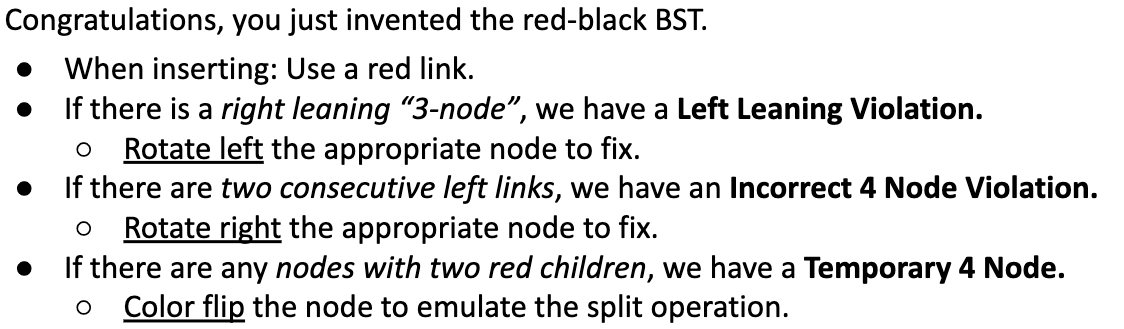 Congratulations, you just invented the red-black BST.
● When inserting: Use a red link.
● If there is a right leaning “3-node”, we have a Left Leaning Violation.
○ Rotate left the appropriate node to fix.
● If there are two consecutive left links, we have an Incorrect 4 Node Violation.
○ Rotate right the appropriate node to fix.
● If there are any nodes with two red children, we have a Temporary 4 Node.
○ Color flip the node to emulate the split operation.